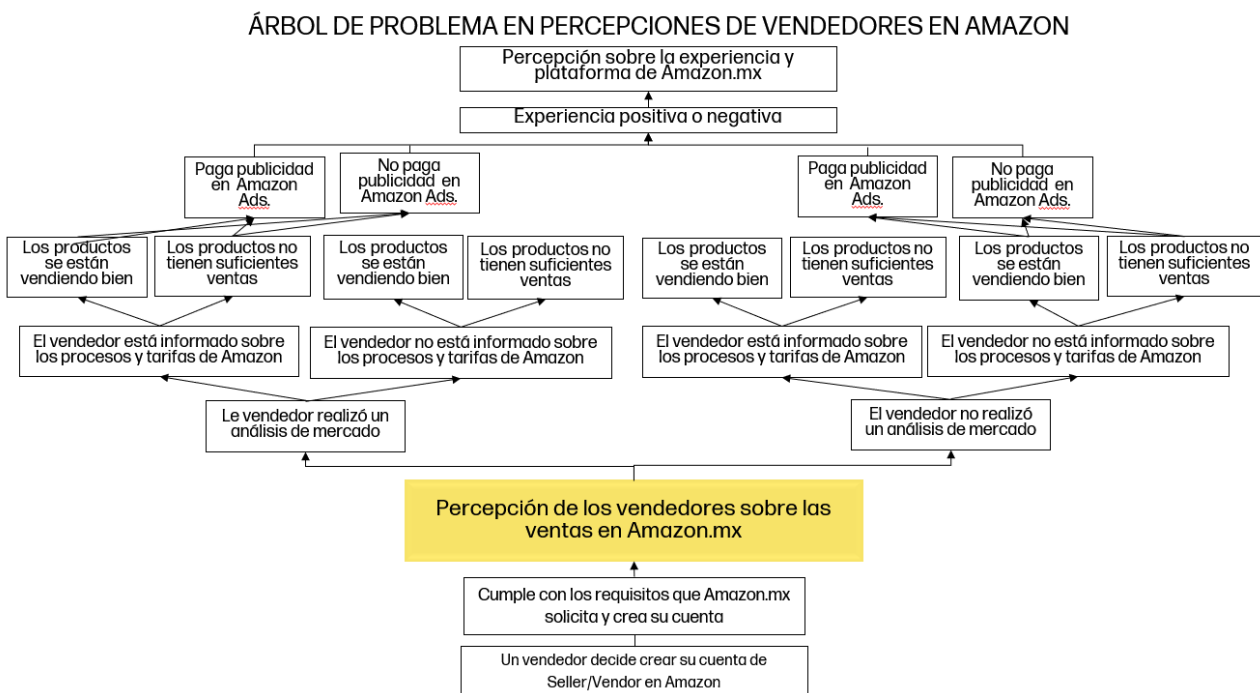 ÁRBOL DE PROBLEMA EN PERCEPCIONES DE VENDEDORES EN AMAZON
Percepción sobre la experiencia y
plataforma de Amazon.mx
Experiencia positiva o negativa
Paga publicidad
en Amazon
Ads.
No paga
publicidad en
Amazon Ads.
Paga publicidad
en Amazon
Ads.
No paga
publicidad en
Amazon Ads.
Los productos
se están
vendiendo bien
Los productos no
tienen suficientes
ventas
Los productos
se están
vendiendo bien
Los productos no
tienen suficientes
ventas
Los productos
se están
vendiendo bien
Los productos no
tienen suficientes
ventas
Los productos
se están
vendiendo bien
Los productos no
tienen suficientes
ventas
El vendedor está informado sobre
los procesos y tarifas de Amazon
El vendedor no está informado sobre
los procesos y tarifas de Amazon
El vendedor está informado sobre
los procesos y tarifas de Amazon
El vendedor no está informado sobre
los procesos y tarifas de Amazon
Le vendedor realizó un
análisis de mercado
El vendedor no realizó
un análisis de mercado
Percepción de los vendedores sobre las
ventas en Amazon.mx
Cumple con los requisitos que Amazon.mx
solicita y crea su cuenta
Un vendedor decide crear su cuenta de
Seller/Vendor en Amazon